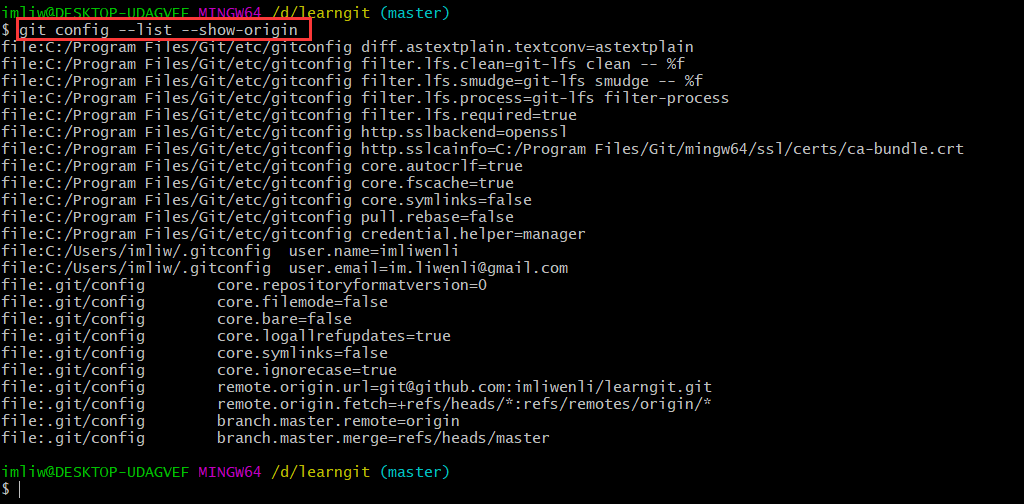 imliw@DESKTOP-UDAGVEF MINGW64 /d/learngit (master)
$ git config --list --show-origin
file:C:/Program Files/Git/etc/gitconfig diff.astextplain.textconv=astextplain
file:C:/Program Files/Git/etc/gitconfig filter.lfs.clean=git-lfs clean -- %f
file:C:/Program Files/Git/etc/gitconfig filter.lfs.smudge=git-lfs smudge -- %f
file:C:/Program Files/Git/etc/gitconfig filter.lfs.process=git-lfs filter-process
file:C:/Program Files/Git/etc/gitconfig filter.lfs.required=true
file:C:/Program Files/Git/etc/gitconfig http.sslbackend=openssl
file:C:/Program Files/Git/etc/gitconfig http.sslcainfo=C:/Program Files/Git/mingw64/ssl/certs/ca-bundle.crt
file:C:/Program Files/Git/etc/gitconfig core.autocrlf=true
file:C:/Program Files/Git/etc/gitconfig core.fscache=true
file:C:/Program Files/Git/etc/gitconfig core.symlinks=false
file:C:/Program Files/Git/etc/gitconfig pull.rebase=false
file:C:/Program Files/Git/etc/gitconfig credential.helper=manager
file:C:/Users/imliw/.gitconfig  user.name=imliwenli
file:C:/Users/imliw/.gitconfig  user.email=im.liwenli@gmail.com
file:.git/config        core.repositoryformatversion=0
file:.git/config        core.filemode=false
file:.git/config        core.bare=false
file:.git/config        core.logallrefupdates=true
file:.git/config        core.symlinks=false
file:.git/config        core.ignorecase=true
file:.git/config        remote.origin.url=git@github.com:imliwenli/learngit.git
file:.git/config        remote.origin.fetch=+refs/heads/*:refs/remotes/origin/*
file:.git/config        branch.master.remote=origin
file:.git/config        branch.master.merge=refs/heads/master
imliw@DESKTOP-UDAGVEF MINGW64 /d/learngit (master)
$